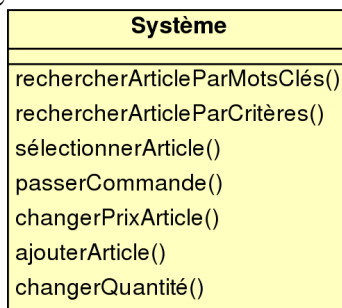 Système
rechercherArticleParMotsClés()
rechercherArticleParCritères()
sélectionnerArticle()
passerCommande()
changerPrixArticle()
ajouterArticle()
changerQuantité()